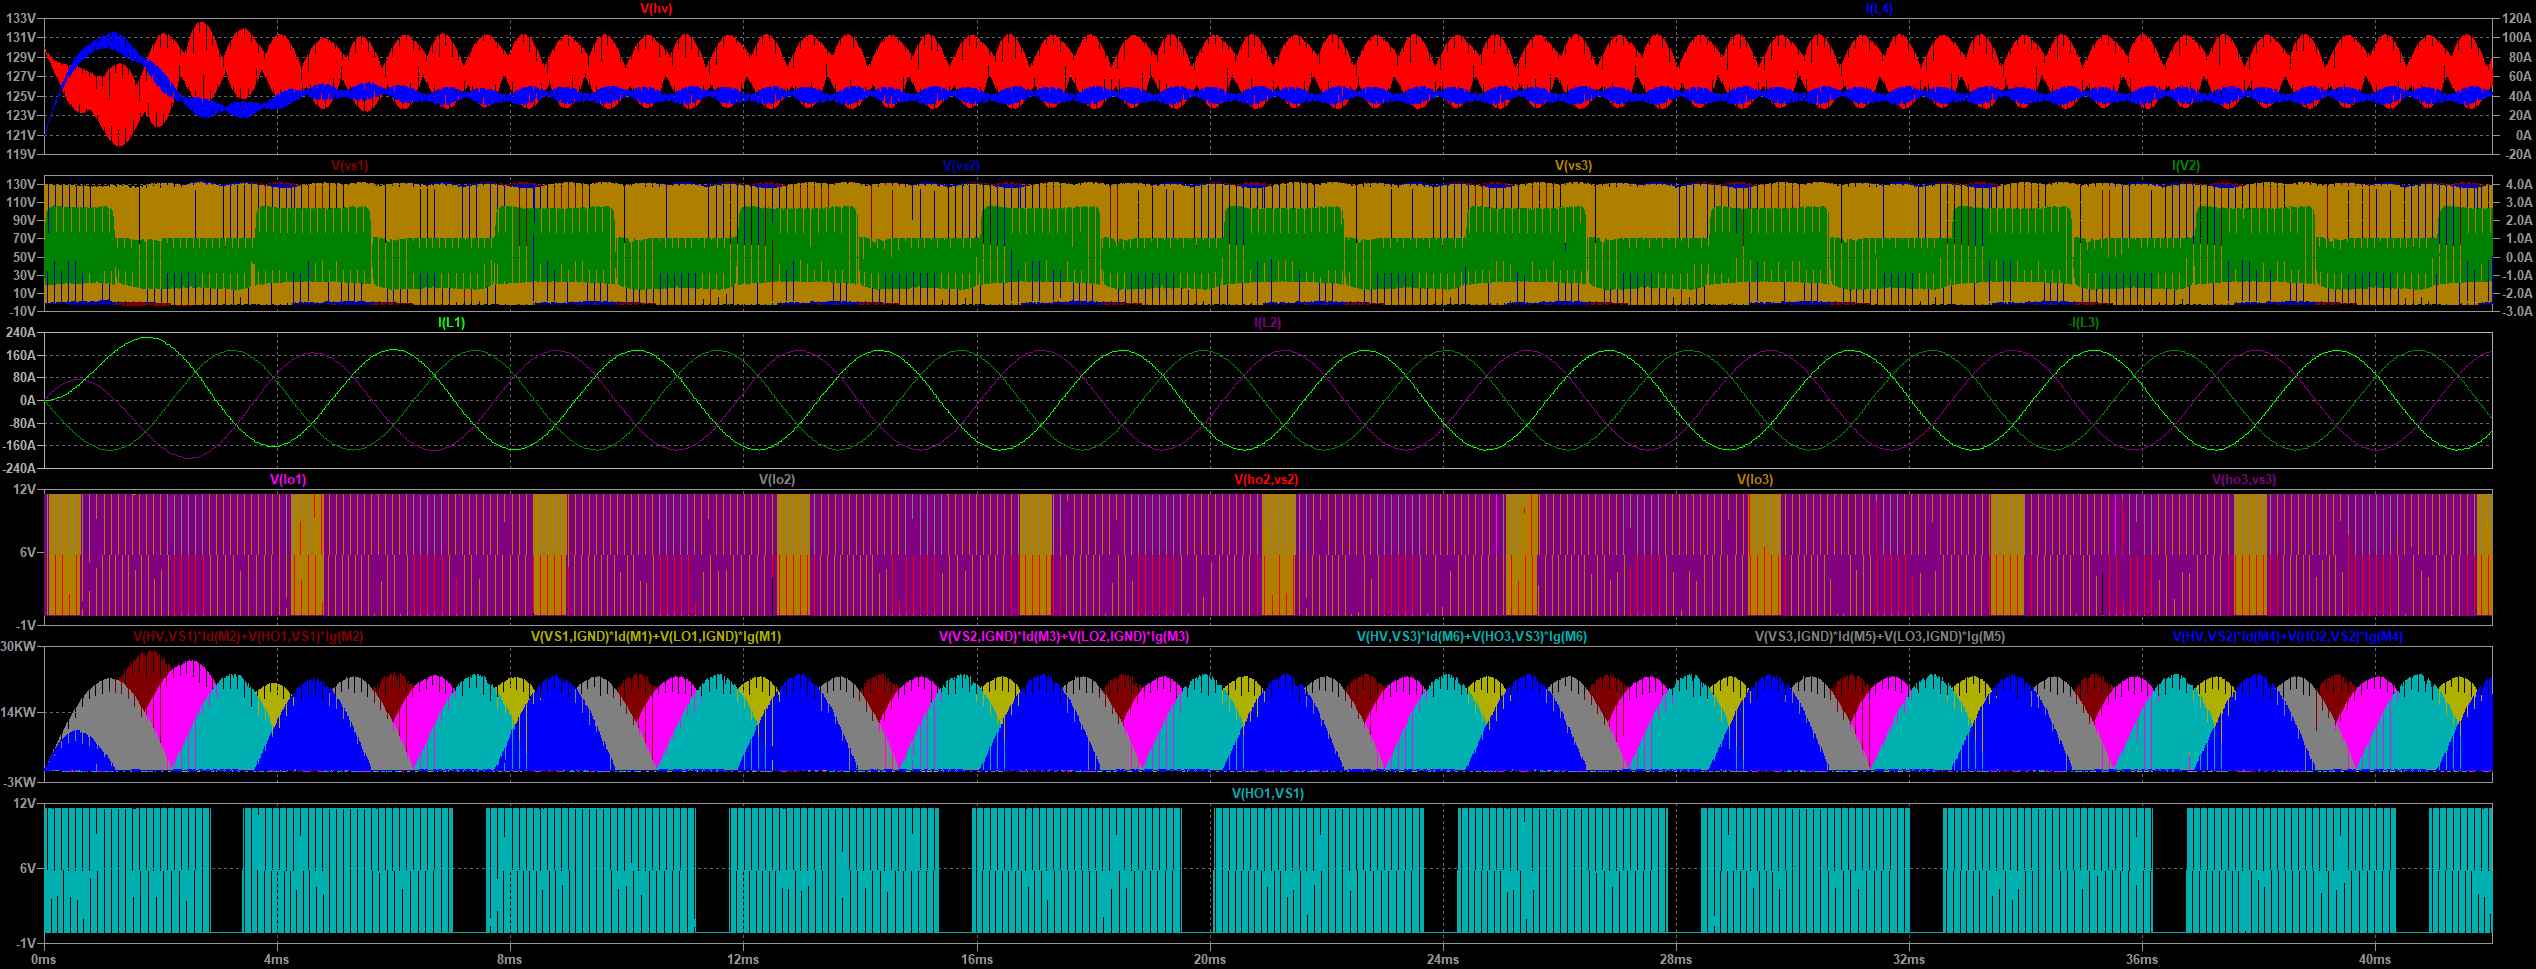 V(hv) I(L4)
133V 120A
131V 100A
129V 80A
127V 60A
125V 40A
123V 20A
121V 0A
119V -20A
V(vs1) V(vs2) V(vs3) I(V2)
130V 4.0A
110V 3.0A
90V 2.0A
70V 1.0A
50V 0.0A
30V -1.0A
10V -2.0A
-10V -3.0A
I(L1) I(L2) -I(L3)
240A
160A
80A
0A
-80A
-160A
-240A
V(lo1) V(lo2) V(ho2,vs2) V(lo3) V(ho3,vs3)
12V
6V
-1V
V(HV,VS1)*Id(M2)+V(HO1,VS1)*Ig(M2) V(VS1,IGND)*Id(M1)+V(LO1,IGND)*Ig(M1) V(VS2,IGND)*Id(M3)+V(LO2,IGND)*Ig(M3) V(HV,VS3)*Id(M6)+V(HO3,VS3)*Ig(M6) V(VS3,IGND)*Id(M5)+V(LO3,IGND)*Ig(M5) V(HV,VS2)*Id(M4)+V(HO2,VS2)*Ig(M4)
30KW
14KW
-3KW
V(HO1,VS1)
12V
6V
-1V
0ms 4ms 8ms 12ms 16ms 20ms 24ms 28ms 32ms 36ms 40ms